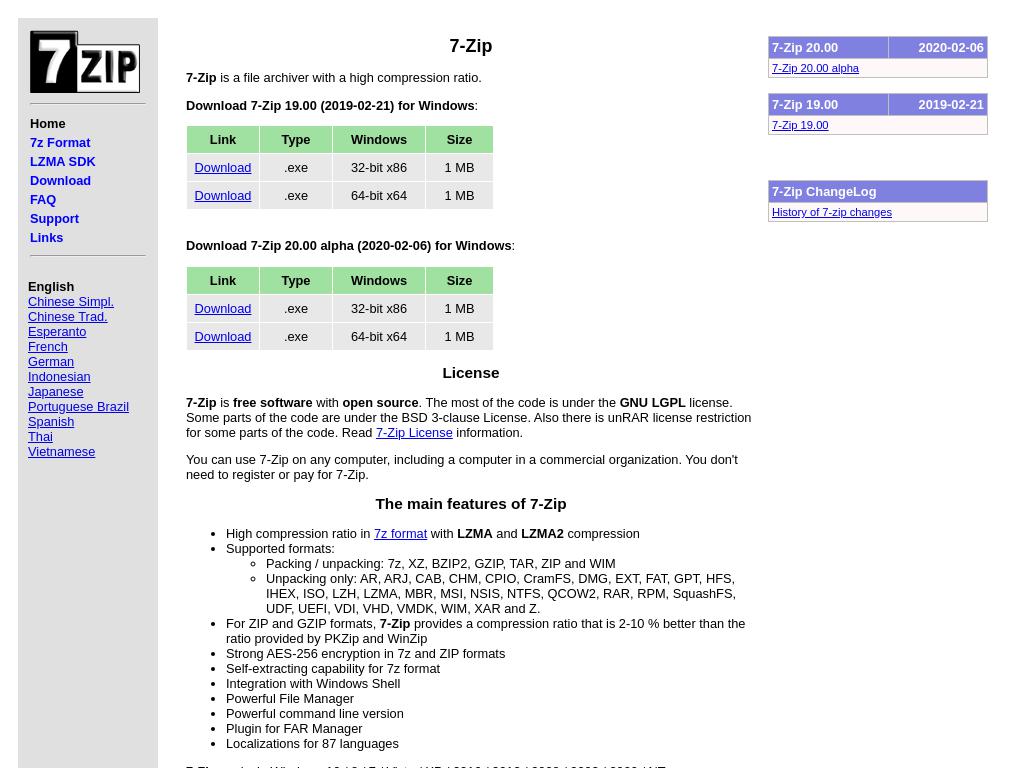 7ZIP
Home
7z Format
LZMA SDK
Download
FAQ
Support
Links
English
Chinese Simpl.
Chinese Trad.
Esperanto
French
German
Indonesian
Japanese
Portuguese Brazil
Spanish
Thai
Vietnamese
7-Zip
7-Zip is a file archiver with a high compression ratio.
Download 7-Zip 19.00 (2019-02-21) for Windows:
Link Type Windows Size
Download .exe 32-bit x86 1 MB
Download .exe 64-bit x64 1 MB
Download 7-Zip 20.00 alpha (2020-02-06) for Windows:
Link Type Windows Size
Download .exe 32-bit x86 1 MB
Download .exe 64-bit x64 1 MB
License
7-Zip is free software with open source. The most of the code is under the GNU LGPL license.
Some parts of the code are under the BSD 3-clause License. Also there is unRAR license restriction
for some parts of the code. Read 7-Zip License information.
You can use 7-Zip on any computer, including a computer in a commercial organization. You don't
need to register or pay for 7-Zip.
The main features of 7-Zip
High compression ratio in 7z format with LZMA and LZMA2 compression
Supported formats:
Packing / unpacking: 7z, XZ, BZIP2, GZIP, TAR, ZIP and WIM
Unpacking only: AR, ARJ, CAB, CHM, CPIO, CramFS, DMG, EXT, FAT, GPT, HFS,
IHEX, ISO, LZH, LZMA, MBR, MSI, NSIS, NTFS, QCOW2, RAR, RPM, SquashFS,
UDF, UEFI, VDI, VHD, VMDK, WIM, XAR and Z.
For ZIP and GZIP formats, 7-Zip provides a compression ratio that is 2-10 % better than the
ratio provided by PKZip and WinZip
Strong AES-256 encryption in 7z and ZIP formats
Self-extracting capability for 7z format
Integration with Windows Shell
Powerful File Manager
Powerful command line version
Plugin for FAR Manager
Localizations for 87 languages
7-Zip 20.00 2020-02-06
7-Zip 20.00 alpha
7-Zip 19.00 2019-02-21
7-Zip 19.00
7-Zip ChangeLog
History of 7-zip changes